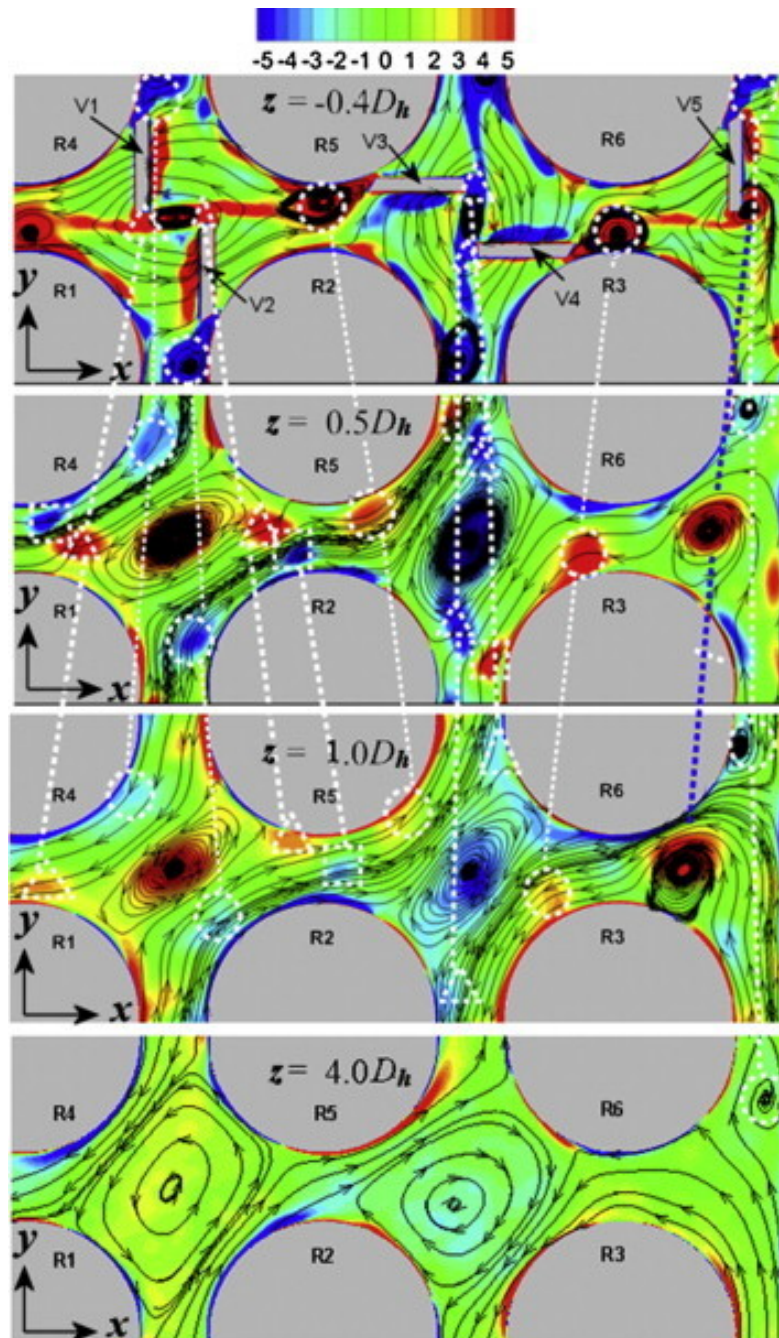 -5 -4 -3 -2 -1 0 1 2 3 4 5
z = -0.4Dh
V1 V3 V5
R4 R5 R6
V2 V4
R1 R2 R3
y
x
z = 0.5Dh
R4 R5 R6
R1 R2 R3
y
x
z = 1.0Dh
R4 R5 R6
R1 R2 R3
y
x
z = 4.0Dh
R4 R5 R6
R1 R2 R3
y
x